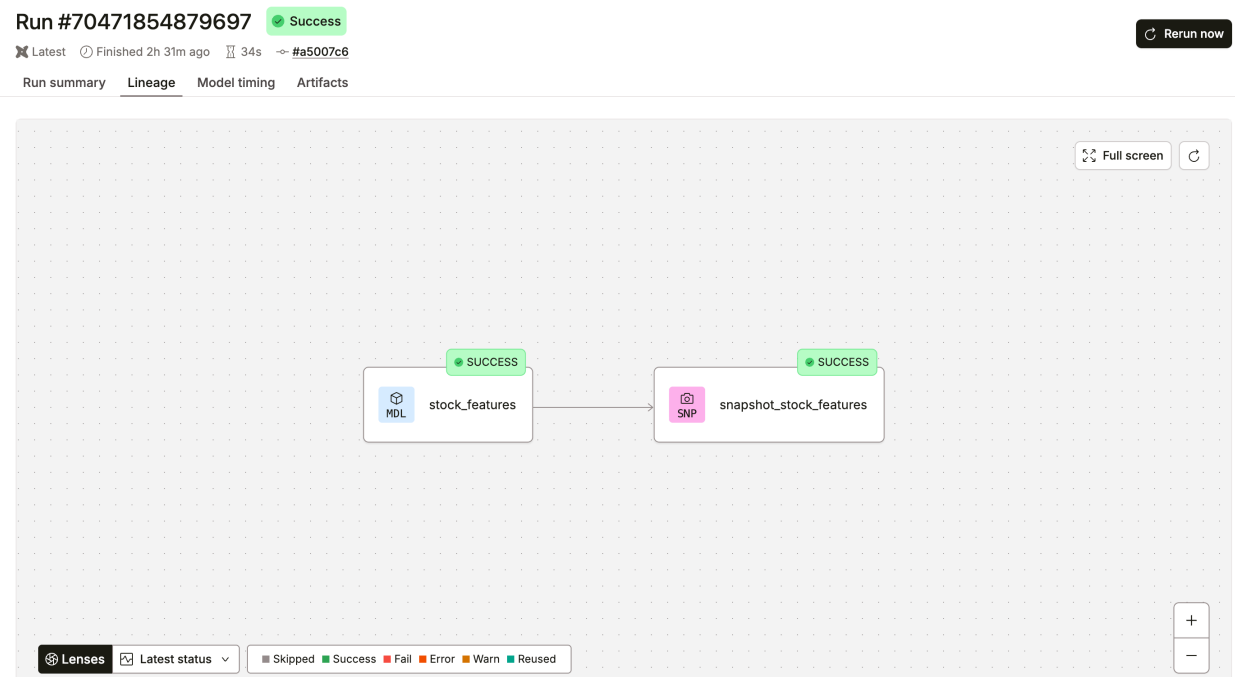 Run #70471854879697 Success
Rerun now
Latest Finished 2h 31m ago 34s #a5007c6
Run summary Lineage Model timing Artifacts
Full screen
SUCCESS
MDL stock_features
SUCCESS
SNP snapshot_stock_features
+
−
Lenses Latest status Skipped Success Fail Error Warn Reused